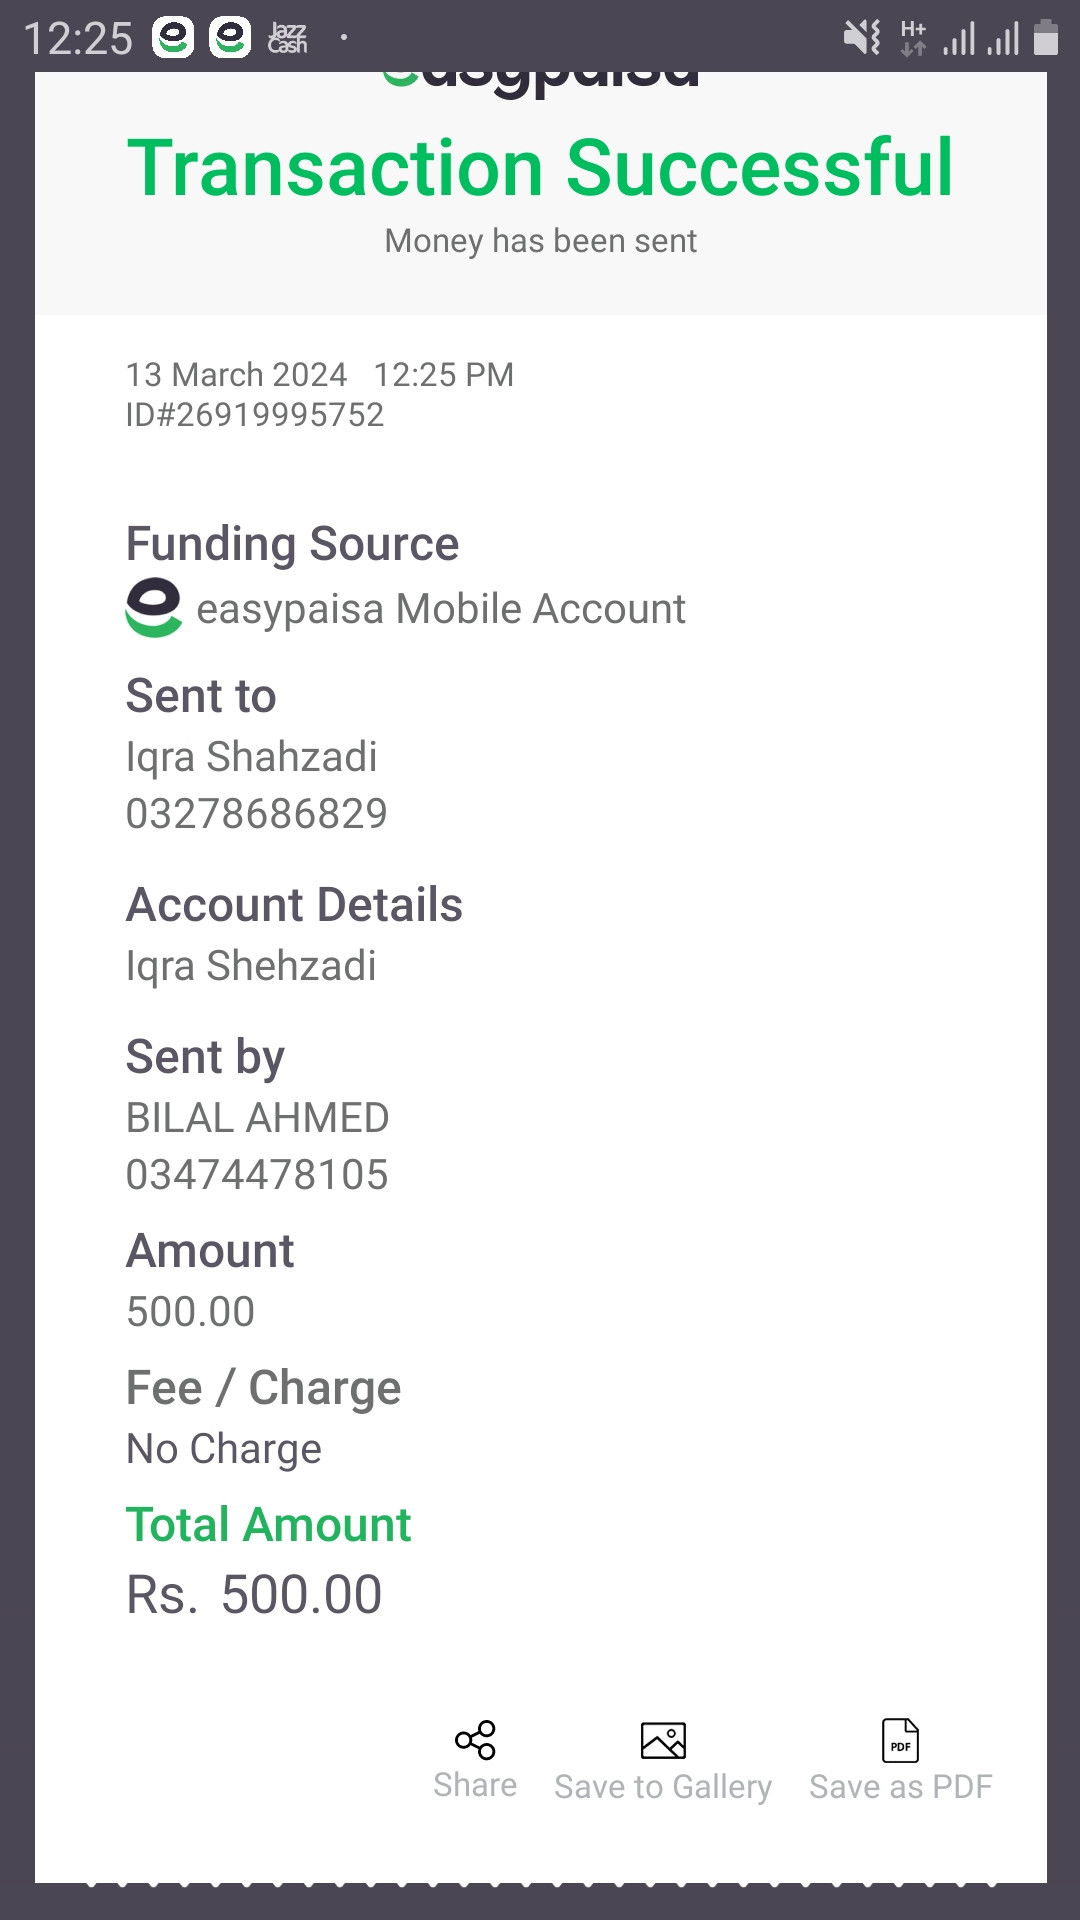 12:25 Jazz Cash H+
easypaisa
Transaction Successful
Money has been sent
13 March 2024 12:25 PM
ID#26919995752
Funding Source
easypaisa Mobile Account
Sent to
Iqra Shahzadi
03278686829
Account Details
Iqra Shehzadi
Sent by
BILAL AHMED
03474478105
Amount
500.00
Fee / Charge
No Charge
Total Amount
Rs. 500.00
PDF
Share Save to Gallery Save as PDF